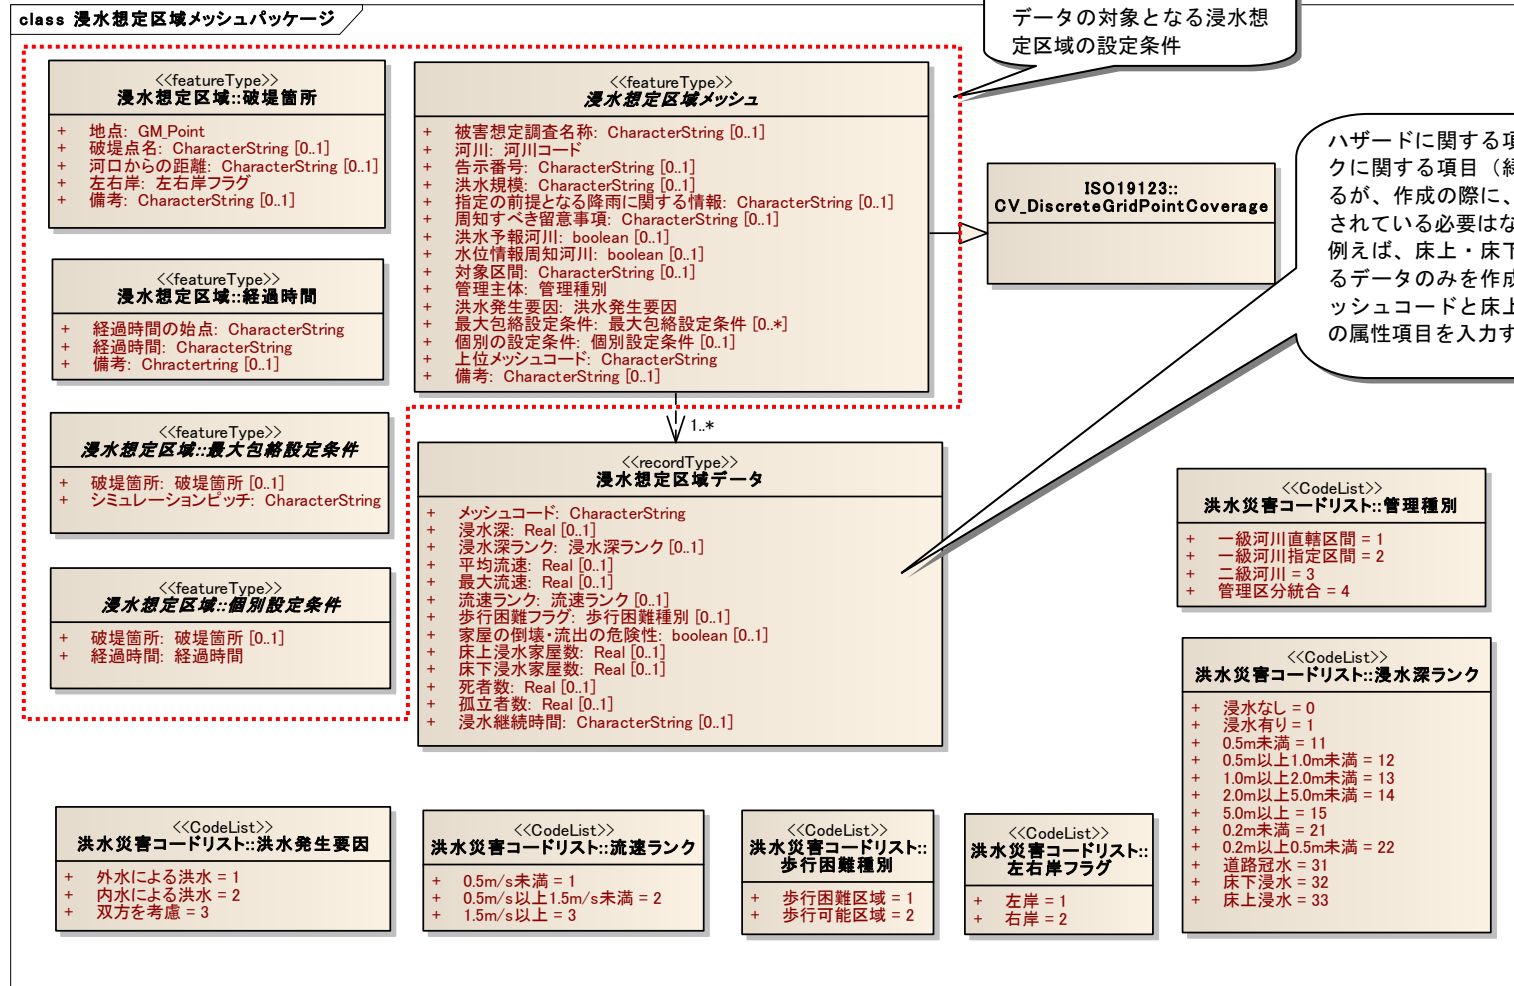 class 浸水想定区域メッシュパッケージ
データの対象となる浸水想
定区域の設定条件
<<featureType>>
浸水想定区域::破堤箇所
+ 地点: GM_Point
+ 破堤点名: CharacterString [0..1]
+ 河口からの距離: CharacterString [0..1]
+ 左右岸: 左右岸フラグ
+ 備考: CharacterString [0..1]
<<featureType>>
浸水想定区域::経過時間
+ 経過時間の始点: CharacterString
+ 経過時間: CharacterString
+ 備考: Chractertring [0..1]
<<featureType>>
浸水想定区域::最大包絡設定条件
+ 破堤箇所: 破堤箇所 [0..1]
+ シミュレーションピッチ: CharacterString
<<featureType>>
浸水想定区域::個別設定条件
+ 破堤箇所: 破堤箇所 [0..1]
+ 経過時間: 経過時間
<<featureType>>
浸水想定区域メッシュ
+ 被害想定調査名称: CharacterString [0..1]
+ 河川: 河川コード
+ 告示番号: CharacterString [0..1]
+ 洪水規模: CharacterString [0..1]
+ 指定の前提となる降雨に関する情報: CharacterString [0..1]
+ 周知すべき留意事項: CharacterString [0..1]
+ 洪水予報河川: boolean [0..1]
+ 水位情報周知河川: boolean [0..1]
+ 対象区間: CharacterString [0..1]
+ 管理主体: 管理種別
+ 洪水発生要因: 洪水発生要因
+ 最大包絡設定条件: 最大包絡設定条件 [0..*]
+ 個別の設定条件: 個別設定条件 [0..1]
+ 上位メッシュコード: CharacterString
+ 備考: CharacterString [0..1]
ISO19123::
CV_DiscreteGridPointCoverage
ハザードに関する項
クに関する項目（
るが、作成の際に、
されている必要はな
例えば、床上・床下
るデータのみを作成
ッシュコードと床上
の属性項目を入力す
1..*
<<recordType>>
浸水想定区域データ
+ メッシュコード: CharacterString
+ 浸水深: Real [0..1]
+ 浸水深ランク: 浸水深ランク [0..1]
+ 平均流速: Real [0..1]
+ 最大流速: Real [0..1]
+ 流速ランク: 流速ランク [0..1]
+ 歩行困難フラグ: 歩行困難種別 [0..1]
+ 家屋の倒壊・流出の危険性: boolean [0..1]
+ 床上浸水家屋数: Real [0..1]
+ 床下浸水家屋数: Real [0..1]
+ 死者数: Real [0..1]
+ 孤立者数: Real [0..1]
+ 浸水継続時間: CharacterString [0..1]
<<CodeList>>
洪水災害コードリスト::管理種別
+ 一級河川直轄区間 = 1
+ 一級河川指定区間 = 2
+ 二級河川 = 3
+ 管理区分統合 = 4
<<CodeList>>
洪水災害コードリスト::浸水深ランク
+ 浸水なし = 0
+ 浸水有り = 1
+ 0.5m未満 = 11
+ 0.5m以上1.0m未満 = 12
+ 1.0m以上2.0m未満 = 13
+ 2.0m以上5.0m未満 = 14
+ 5.0m以上 = 15
+ 0.2m未満 = 21
+ 0.2m以上0.5m未満 = 22
+ 道路冠水 = 31
+ 床下浸水 = 32
+ 床上浸水 = 33
<<CodeList>>
洪水災害コードリスト::洪水発生要因
+ 外水による洪水 = 1
+ 内水による洪水 = 2
+ 双方を考慮 = 3
<<CodeList>>
洪水災害コードリスト::流速ランク
+ 0.5m/s未満 = 1
+ 0.5m/s以上1.5m/s未満 = 2
+ 1.5m/s以上 = 3
<<CodeList>>
洪水災害コードリスト::
歩行困難種別
+ 歩行困難区域 = 1
+ 歩行可能区域 = 2
<<CodeList>>
洪水災害コードリスト::
左右岸フラグ
+ 左岸 = 1
+ 右岸 = 2